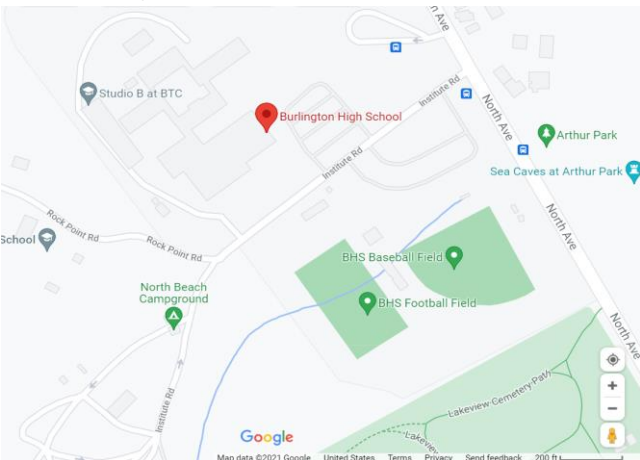 n Ave
Studio B at BTC
Institute Rd
Burlington High School
North Ave
Arthur Park
Institute Rd
Sea Caves at Arthur Park
North Ave
Rock Point Rd
School
Rock Point Rd
BHS Baseball Field
North Beach
Campground
BHS Football Field
North Ave
Institute Rd
Lakeview Cemetery Path
Lakev
Google
Map data ©2021 Google United States Terms Privacy Send feedback 200 ft